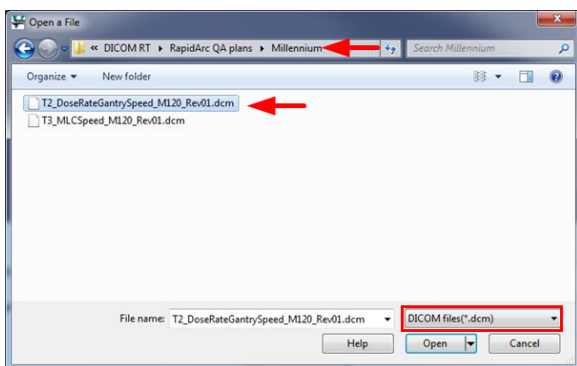 Open a File
« DICOM RT RapidArc QA plans Millennium Search Millennium
Organize New folder
T2_DoseRateGantrySpeed_M120_Rev01.dcm
T3_MLCSpeed_M120_Rev01.dcm
File name: T2_DoseRateGantrySpeed_M120_Rev01.dcm DICOM files(*.dcm)
Help Open Cancel